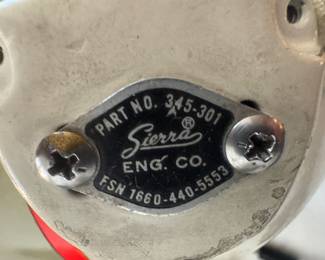 PART NO. 345-301
Sierra®
ENG. CO.
FSN 1660-440-5553